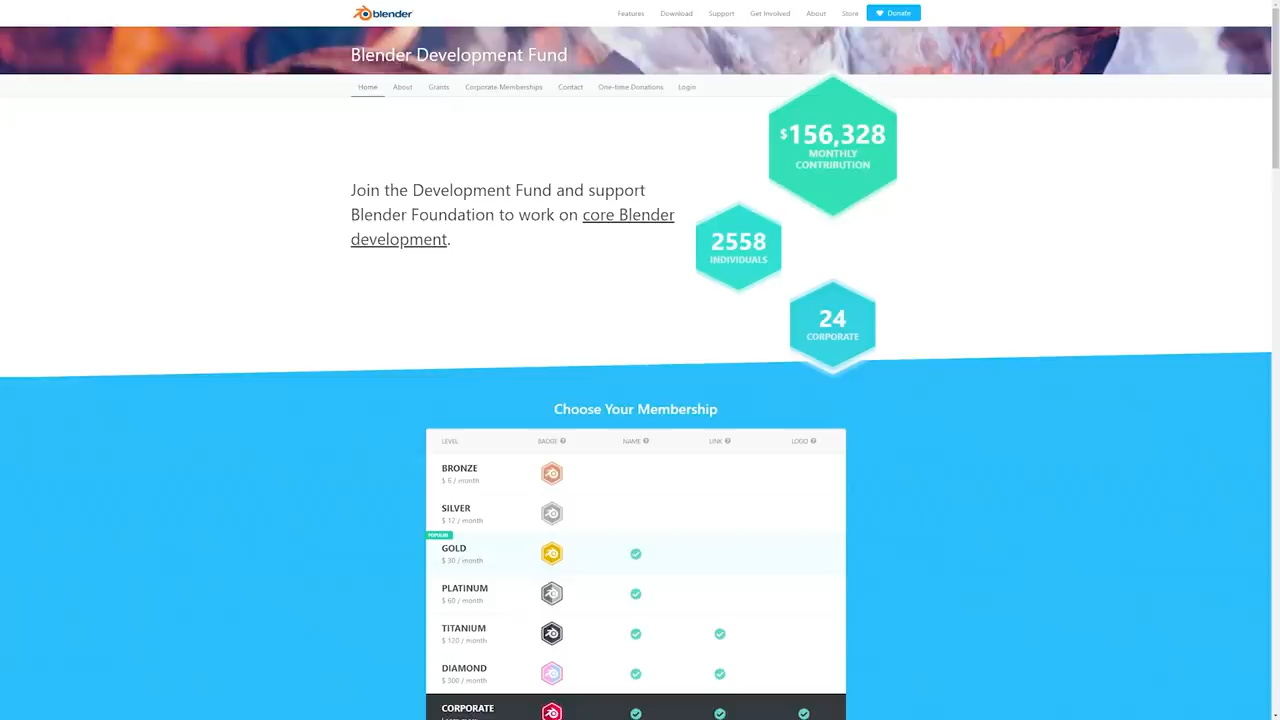 blender
Features
Download
Support
Get Involved
About
Store
Donate
Blender Development Fund
Home
About
Grants
Corporate Memberships
Contact
One-time Donations
Login
$156,328
MONTHLY
CONTRIBUTION
Join the Development Fund and support
Blender Foundation to work on core Blender
development.
2558
INDIVIDUALS
24
CORPORATE
Choose Your Membership
LEVEL
BADGE
NAME
LINK
LOGO
BRONZE
$ 6 / month
SILVER
$ 12 / month
POPULAR
GOLD
$ 30 / month
PLATINUM
$ 60 / month
TITANIUM
$ 120 / month
DIAMOND
$ 300 / month
CORPORATE